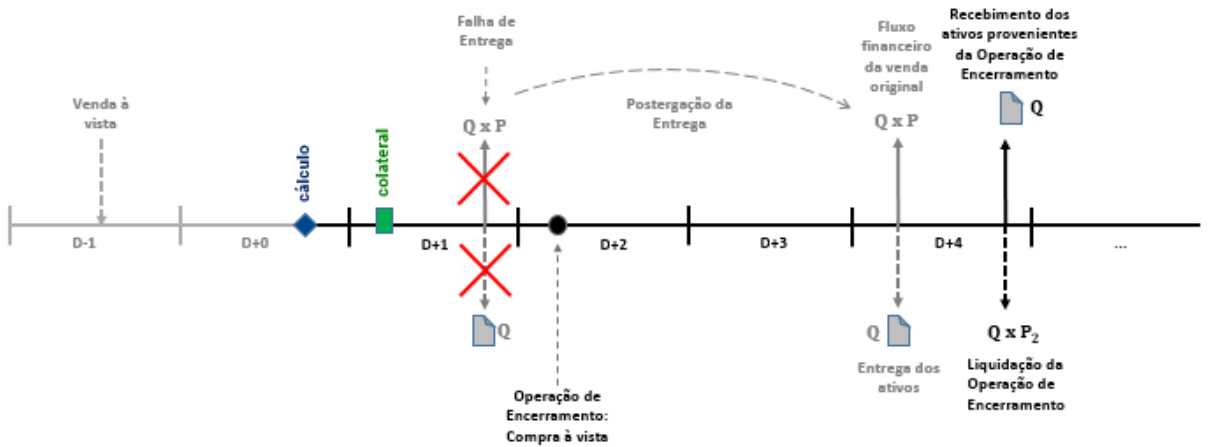 Falha de
Entrega
Fluxo
financeiro
da venda
original
Recebimento dos
ativos provenientes
da Operação de
Encerramento
Q
Venda à
vista
Postergação da
Entrega
Q x P
Q x P
cálculo
colateral
D-1
D+0
D+1
D+2
D+3
D+4
...
Q
Q
Q x P₂
Entrega dos
ativos
Liquidação da
Operação de
Encerramento
Operação de
Encerramento:
Compra à vista